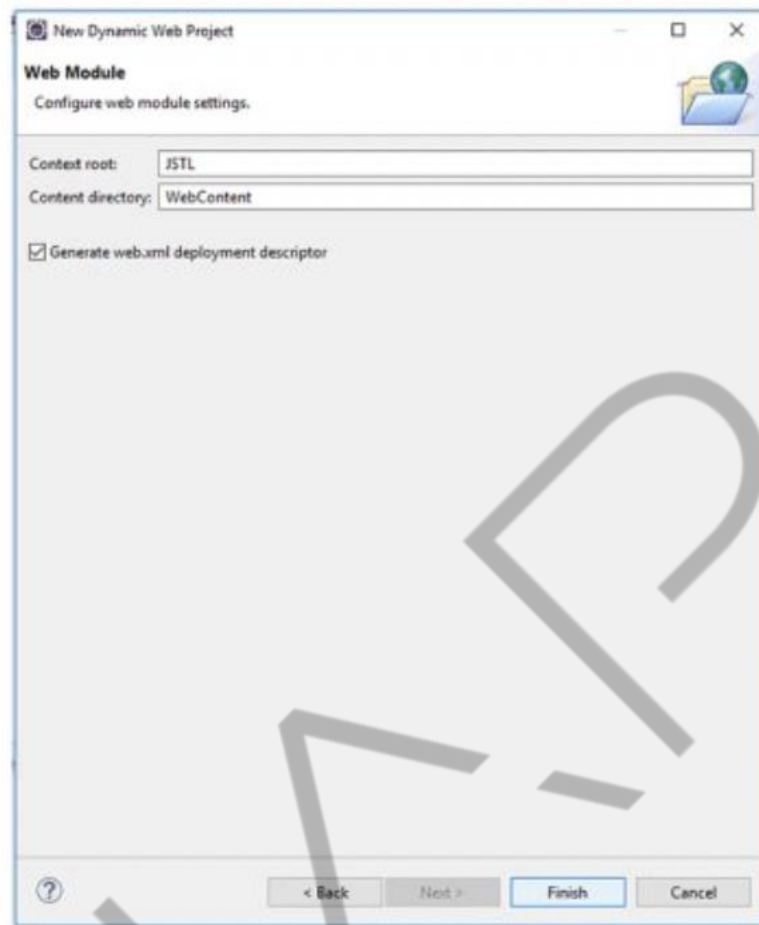 New Dynamic Web Project
Web Module
Configure web module settings.
Context root: JSTL
Content directory: WebContent
Generate web.xml deployment descriptor
? < Back Next > Finish Cancel